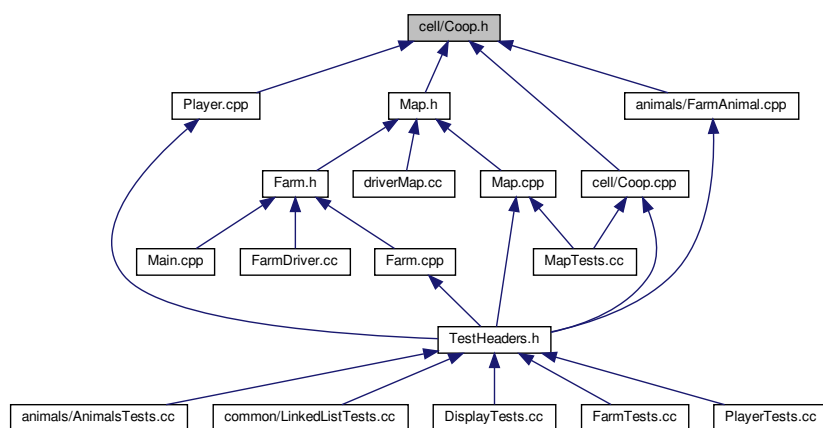 cell/Coop.h
Player.cpp
Map.h
animals/FarmAnimal.cpp
Farm.h
driverMap.cc
Map.cpp
cell/Coop.cpp
Main.cpp
FarmDriver.cc
Farm.cpp
MapTests.cc
TestHeaders.h
animals/AnimalsTests.cc
common/LinkedListTests.cc
DisplayTests.cc
FarmTests.cc
PlayerTests.cc